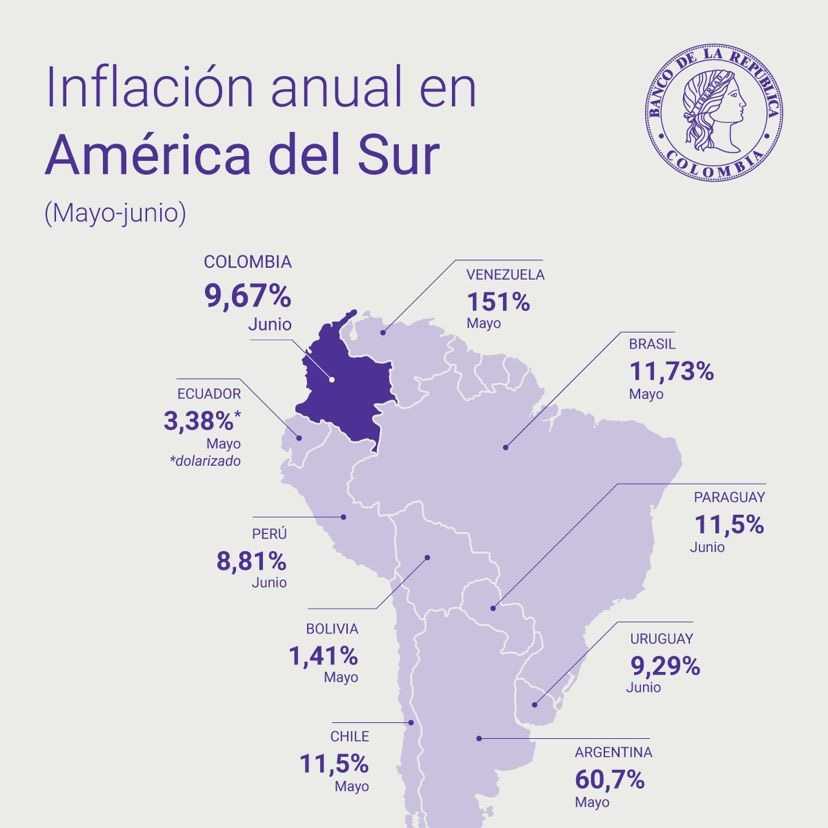 Inflación anual en
América del Sur
(Mayo-junio)
BANCO DE LA REPÚBLICA
COLOMBIA
COLOMBIA
9,67%
Junio
VENEZUELA
151%
Mayo
BRASIL
11,73%
Mayo
ECUADOR
3,38%*
Mayo
*dolarizado
PARAGUAY
11,5%
Junio
PERÚ
8,81%
Junio
BOLIVIA
1,41%
Mayo
URUGUAY
9,29%
Junio
CHILE
11,5%
Mayo
ARGENTINA
60,7%
Mayo